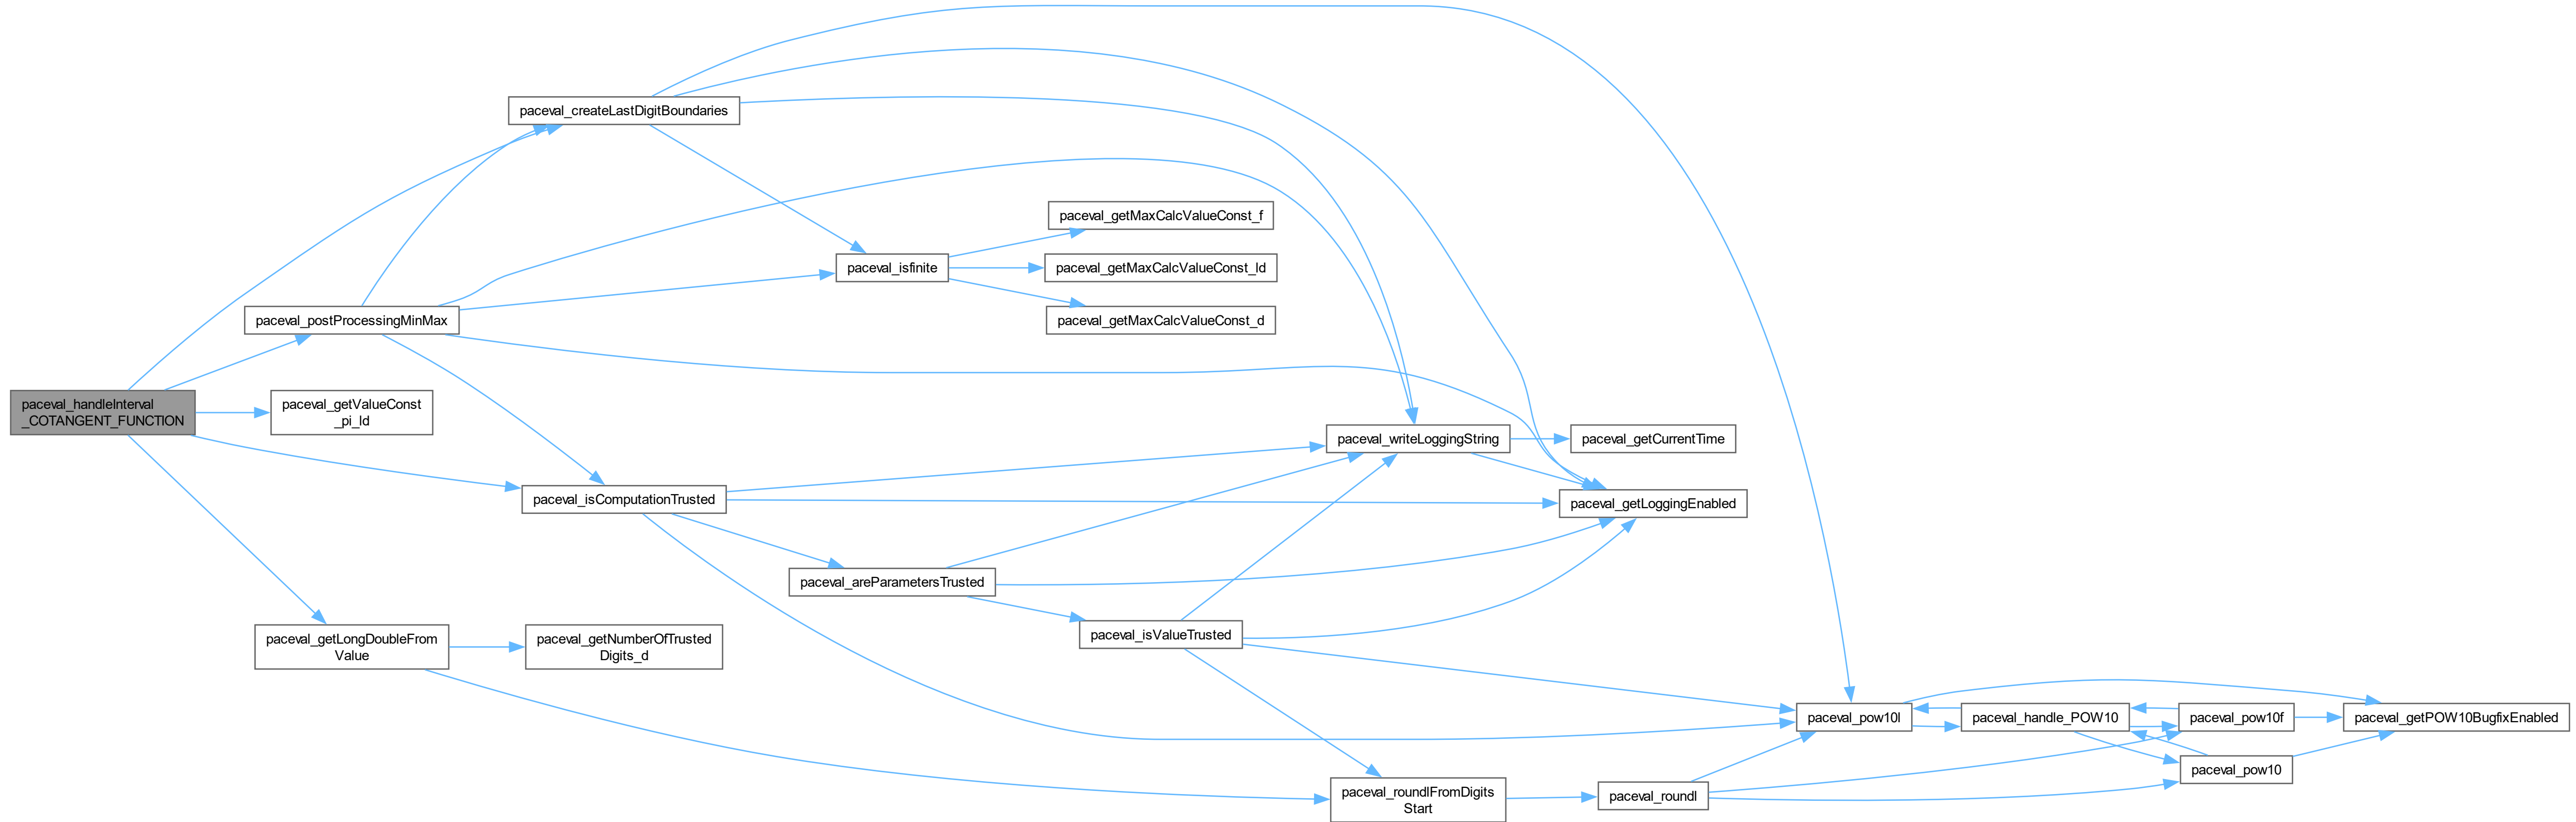 paceval_handleInterval
_COTANGENT_FUNCTION
paceval_createLastDigitBoundaries
paceval_postProcessingMinMax
paceval_getValueConst
_pi_ld
paceval_isComputationTrusted
paceval_getLongDoubleFrom
Value
paceval_getNumberOfTrusted
Digits_d
paceval_isfinite
paceval_getMaxCalcValueConst_f
paceval_getMaxCalcValueConst_ld
paceval_getMaxCalcValueConst_d
paceval_areParametersTrusted
paceval_isValueTrusted
paceval_writeLoggingString
paceval_getCurrentTime
paceval_getLoggingEnabled
paceval_roundlFromDigits
Start
paceval_roundl
paceval_pow10l
paceval_handle_POW10
paceval_pow10f
paceval_pow10
paceval_getPOW10BugfixEnabled